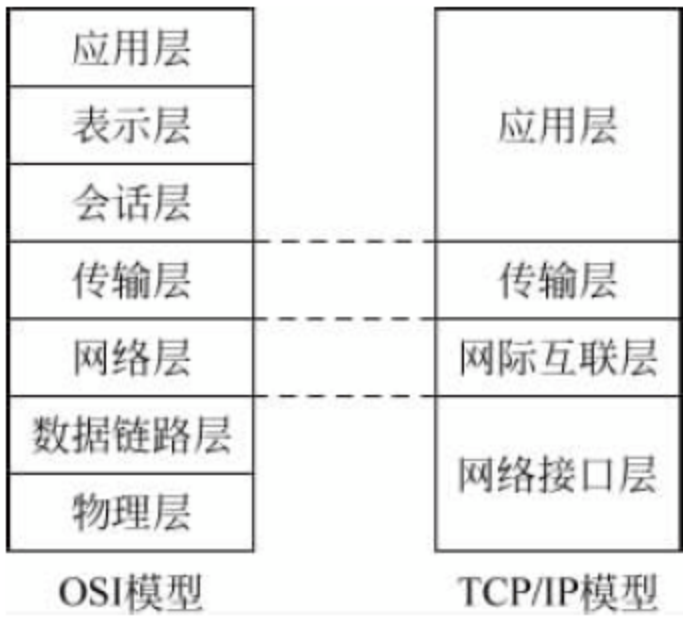 应用层
表示层
会话层
传输层
网络层
数据链路层
物理层
OSI模型
应用层
传输层
网际互联层
网络接口层
TCP/IP模型